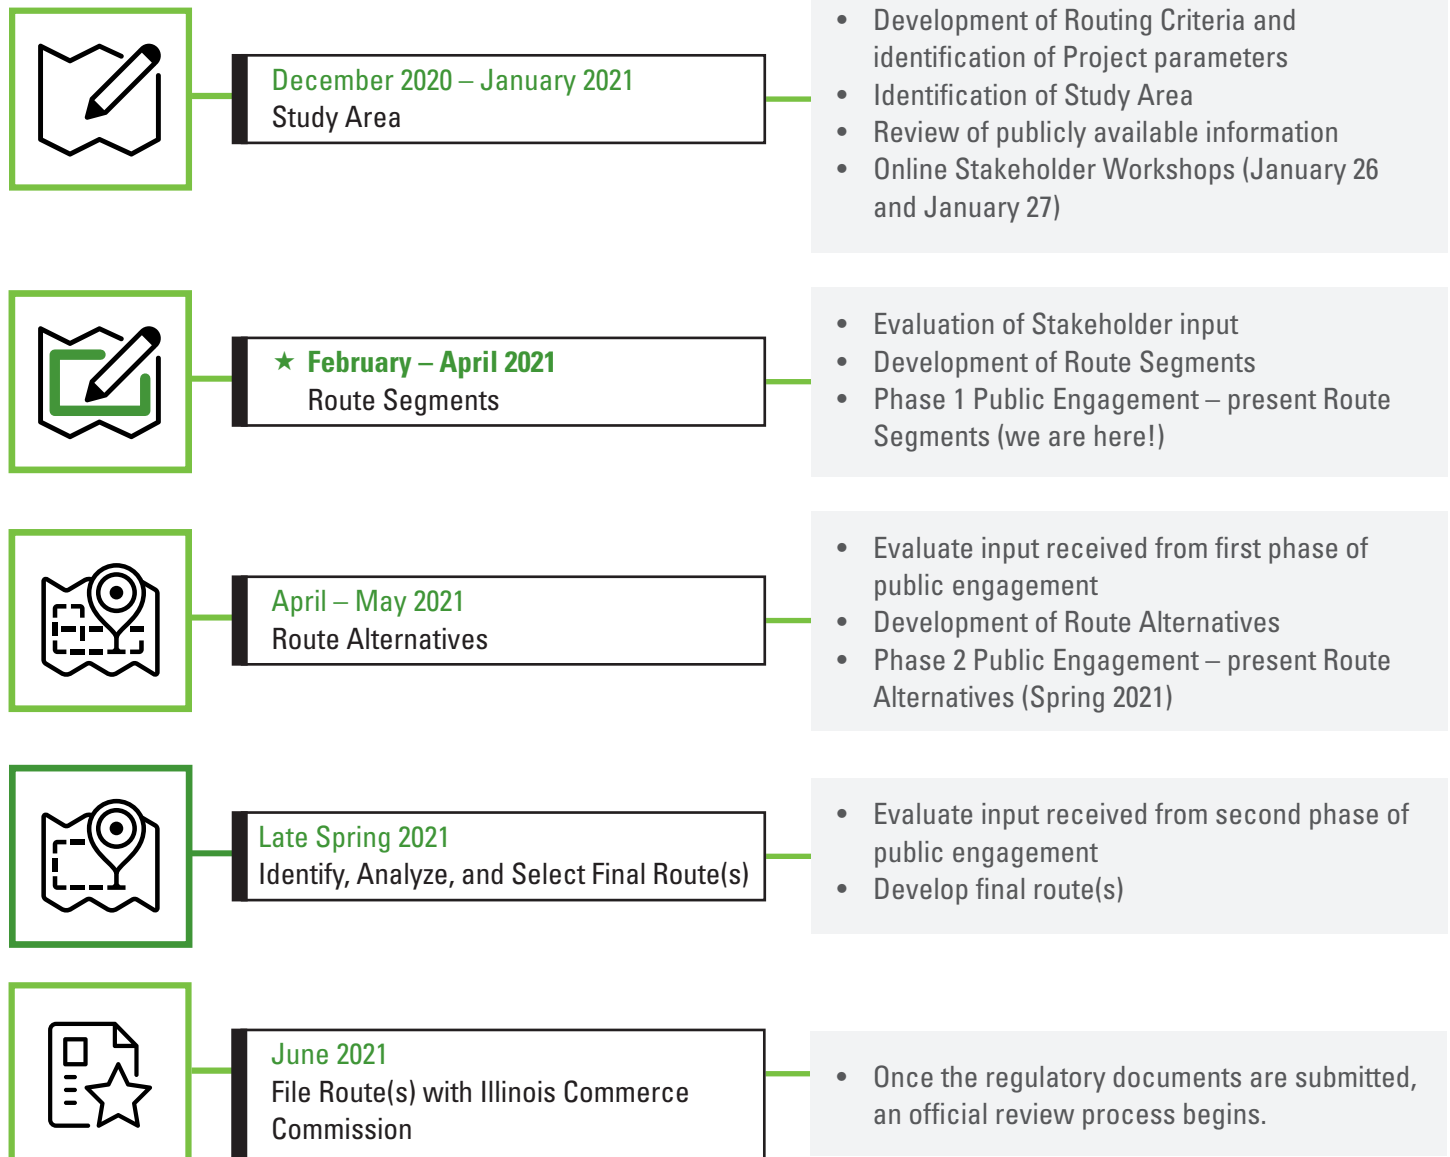 December 2020 – January 2021
Study Area
• Development of Routing Criteria and
identification of Project parameters
• Identification of Study Area
• Review of publicly available information
• Online Stakeholder Workshops (January 26
and January 27)
★ February – April 2021
Route Segments
• Evaluation of Stakeholder input
• Development of Route Segments
• Phase 1 Public Engagement – present Route
Segments (we are here!)
April – May 2021
Route Alternatives
• Evaluate input received from first phase of
public engagement
• Development of Route Alternatives
• Phase 2 Public Engagement – present Route
Alternatives (Spring 2021)
Late Spring 2021
Identify, Analyze, and Select Final Route(s)
• Evaluate input received from second phase of
public engagement
• Develop final route(s)
June 2021
File Route(s) with Illinois Commerce
Commission
• Once the regulatory documents are submitted,
an official review process begins.